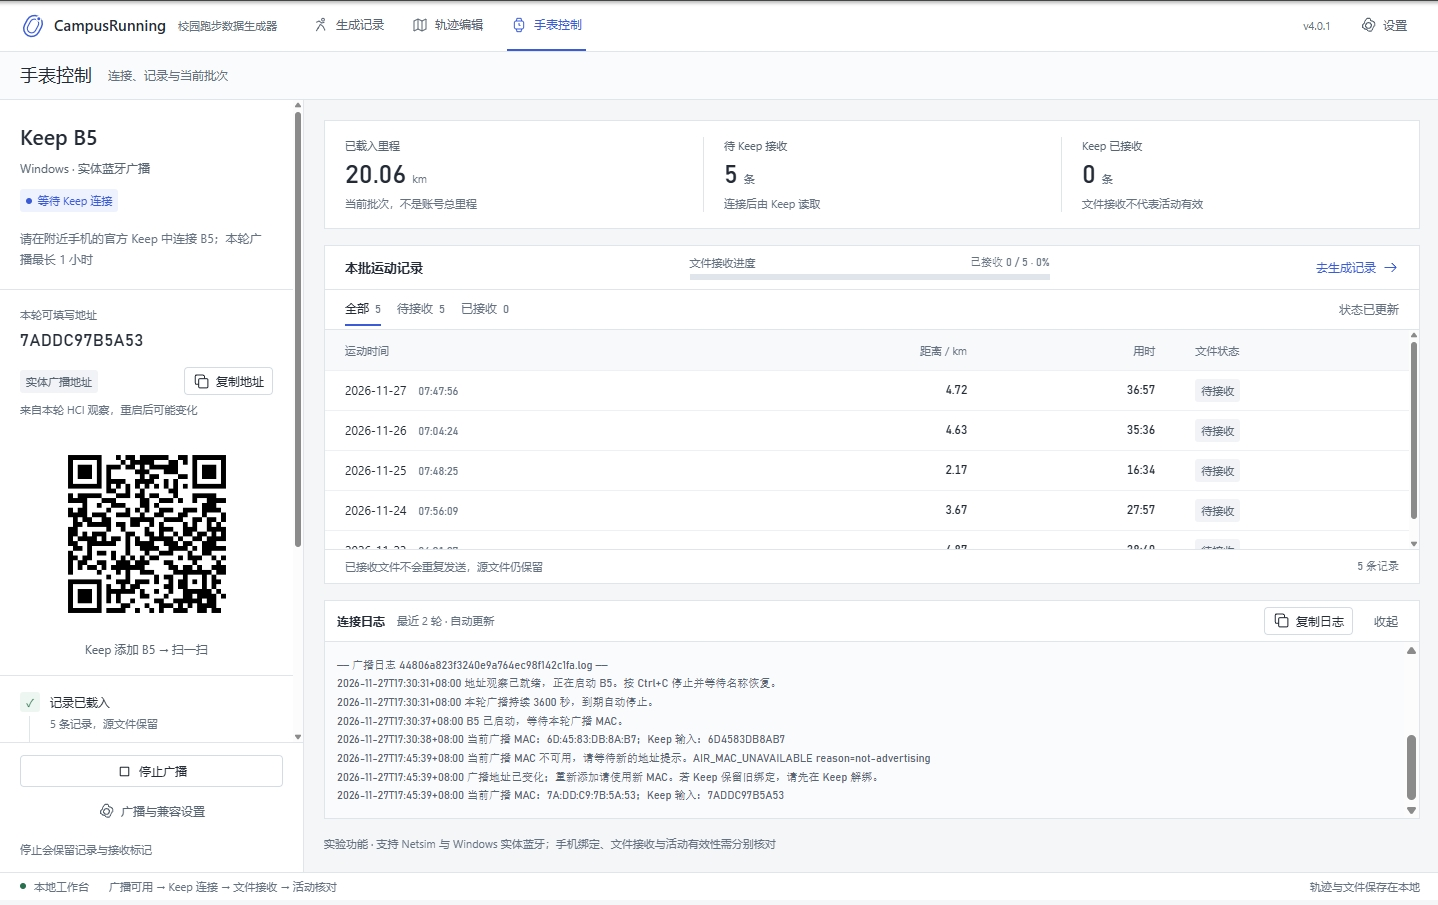 CampusRunning 校园跑步数据生成器 生成记录 轨迹编辑 手表控制 v4.0.1 设置
手表控制 连接、记录与当前批次
Keep B5
Windows · 实体蓝牙广播
等待 Keep 连接
请在附近手机的官方 Keep 中连接 B5；本轮广
播最长 1 小时
本轮可填写地址
7ADDC97B5A53
实体广播地址 复制地址
来自本轮 HCI 观察，重启后可能变化
Keep 添加 B5 → 扫一扫
记录已载入
5 条记录，源文件保留
停止广播
广播与兼容设置
停止会保留记录与接收标记
已载入里程
20.06 km
当前批次，不是账号总里程
待 Keep 接收
5 条
连接后由 Keep 读取
Keep 已接收
0 条
文件接收不代表活动有效
本批运动记录 文件接收进度 已接收 0 / 5 · 0% 去生成记录 →
全部 5 待接收 5 已接收 0 状态已更新
运动时间 距离 / km 用时 文件状态
2026-11-27 07:47:56 4.72 36:57 待接收
2026-11-26 07:04:24 4.63 35:36 待接收
2026-11-25 07:48:25 2.17 16:34 待接收
2026-11-24 07:56:09 3.67 27:57 待接收
已接收文件不会重复发送，源文件仍保留 5 条记录
连接日志 最近 2 轮 · 自动更新 复制日志 收起
— 广播日志 44806a823f3240e9a764ec98f142c1fa.log —
2026-11-27T17:30:31+08:00 地址观察已就绪，正在启动 B5。按 Ctrl+C 停止并等待名称恢复。
2026-11-27T17:30:31+08:00 本轮广播持续 3600 秒，到期自动停止。
2026-11-27T17:30:37+08:00 B5 已启动，等待本轮广播 MAC。
2026-11-27T17:30:38+08:00 当前广播 MAC：6D:45:83:DB:8A:B7；Keep 输入：6D4583DB8AB7
2026-11-27T17:45:39+08:00 当前广播 MAC 不可用，请等待新的地址提示。AIR_MAC_UNAVAILABLE reason=not-advertising
2026-11-27T17:45:39+08:00 广播地址已变化；重新添加请使用新 MAC。若 Keep 保留旧绑定，请先在 Keep 解绑。
2026-11-27T17:45:39+08:00 当前广播 MAC：7A:DD:C9:7B:5A:53；Keep 输入：7ADDC97B5A53
实验功能 · 支持 Netsim 与 Windows 实体蓝牙；手机绑定、文件接收与活动有效性需分别核对
本地工作台 广播可用 → Keep 连接 → 文件接收 → 活动核对 轨迹与文件保存在本地